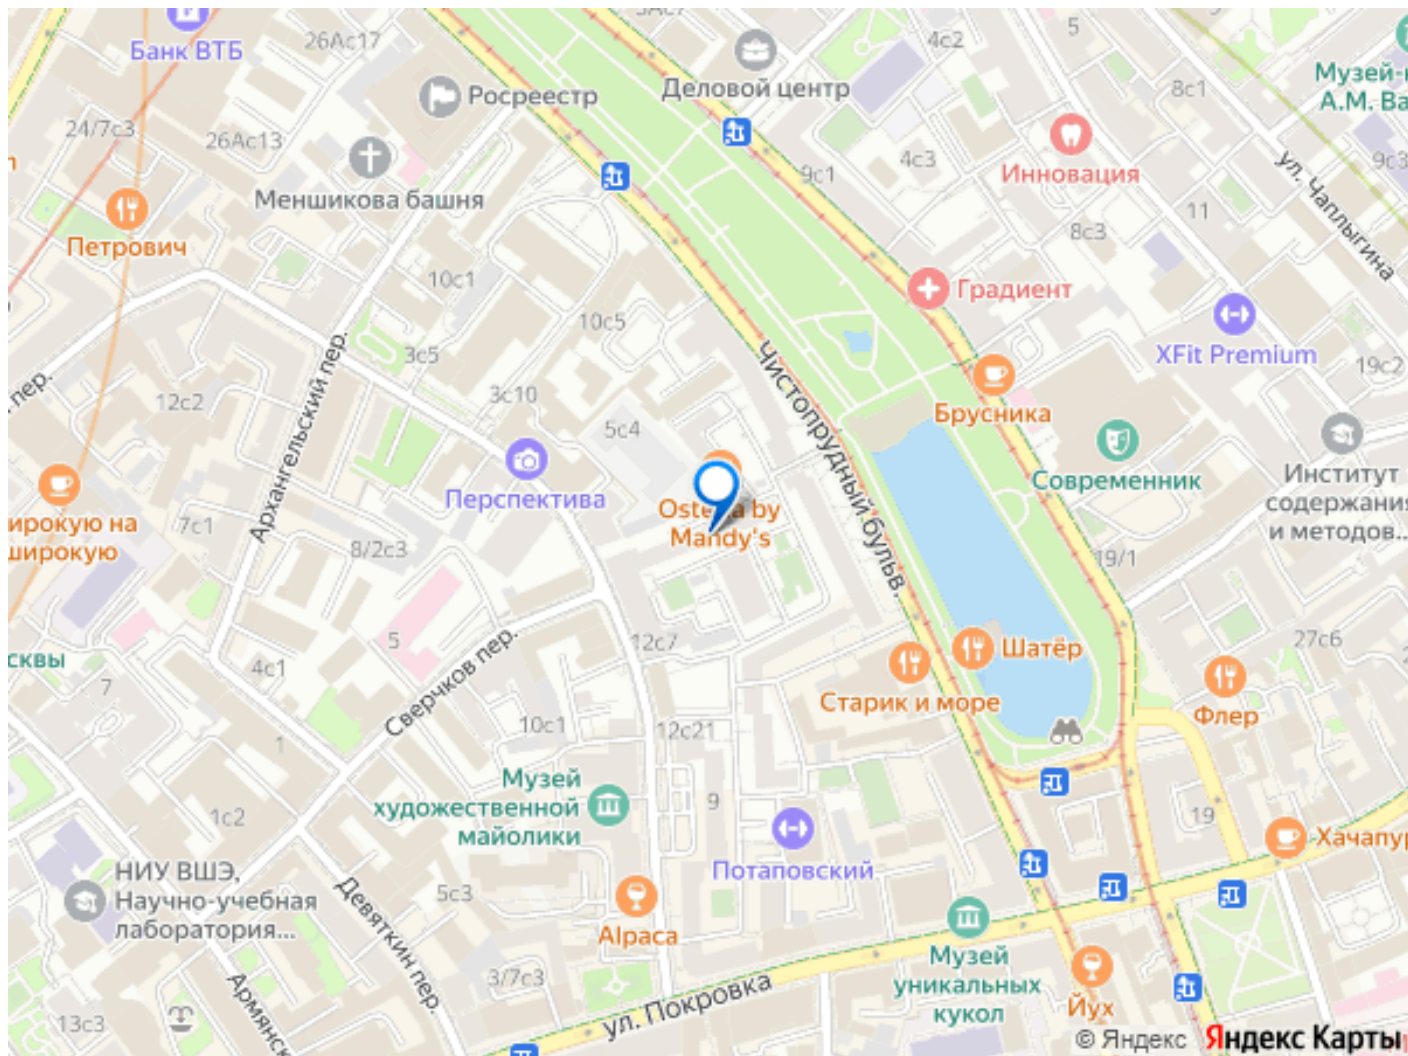 Банк ВТБ
26Ас17
Росреестр
Деловой центр
4с2
5
8с1
Музей-
А.М. Ва
24/7с3
26Ас13
Меншикова башня
Петрович
9с1
4с3
Инновация
9с3
ул. Чаплыгина
11
8с3
10с1
10с5
Градиент
3с5
Чистопрудный бульв.
XFit Premium
19с2
пер.
Архангельский пер.
12с2
3с10
5с4
Брусника
Современник
Институт
содержания
и методов...
Перспектива
Mandy's
ирокую на
широкую
7с1
8/2с3
19/1
5
12с7
27с6
Шатёр
Старик и море
Флер
сквы
7
4с1
Сверчков пер.
10с1
12с21
1
Музей
художественной
майолики
9
1с2
19
Хачапур
Потаповский
НИУ ВШЭ,
Научно-учебная
лаборатория...
Девяткин пер.
5с3
Alpaca
Музей
уникальных
кукол
3/7с3
ул. Покровка
Йух
Армянск
13с3
© Яндекс Яндекс Карты